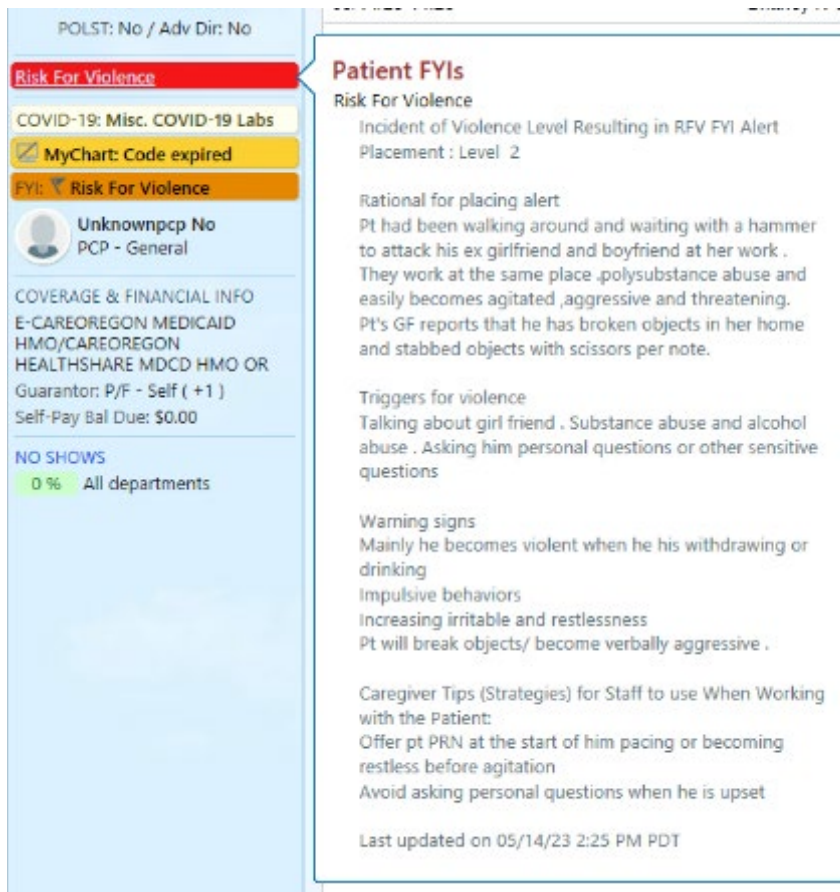 POLST: No / Adv Dir: No
Risk For Violence
COVID-19: Misc. COVID-19 Labs
MyChart: Code expired
FYI: Risk For Violence
Unknownpcp No
PCP - General
COVERAGE & FINANCIAL INFO
E-CAREOREGON MEDICAID
HMO/CAREOREGON
HEALTHSHARE MDCD HMO OR
Guarantor: P/F - Self ( +1 )
Self-Pay Bal Due: $0.00
NO SHOWS
0 % All departments
Patient FYIs
Risk For Violence
Incident of Violence Level Resulting in RFV FYI Alert
Placement : Level 2
Rational for placing alert
Pt had been walking around and waiting with a hammer
to attack his ex girlfriend and boyfriend at her work .
They work at the same place .polysubstance abuse and
easily becomes agitated ,aggressive and threatening.
Pt's GF reports that he has broken objects in her home
and stabbed objects with scissors per note.
Triggers for violence
Talking about girl friend . Substance abuse and alcohol
abuse . Asking him personal questions or other sensitive
questions
Warning signs
Mainly he becomes violent when he his withdrawing or
drinking
Impulsive behaviors
Increasing irritable and restlessness
Pt will break objects/ become verbally aggressive .
Caregiver Tips (Strategies) for Staff to use When Working
with the Patient:
Offer pt PRN at the start of him pacing or becoming
restless before agitation
Avoid asking personal questions when he is upset
Last updated on 05/14/23 2:25 PM PDT